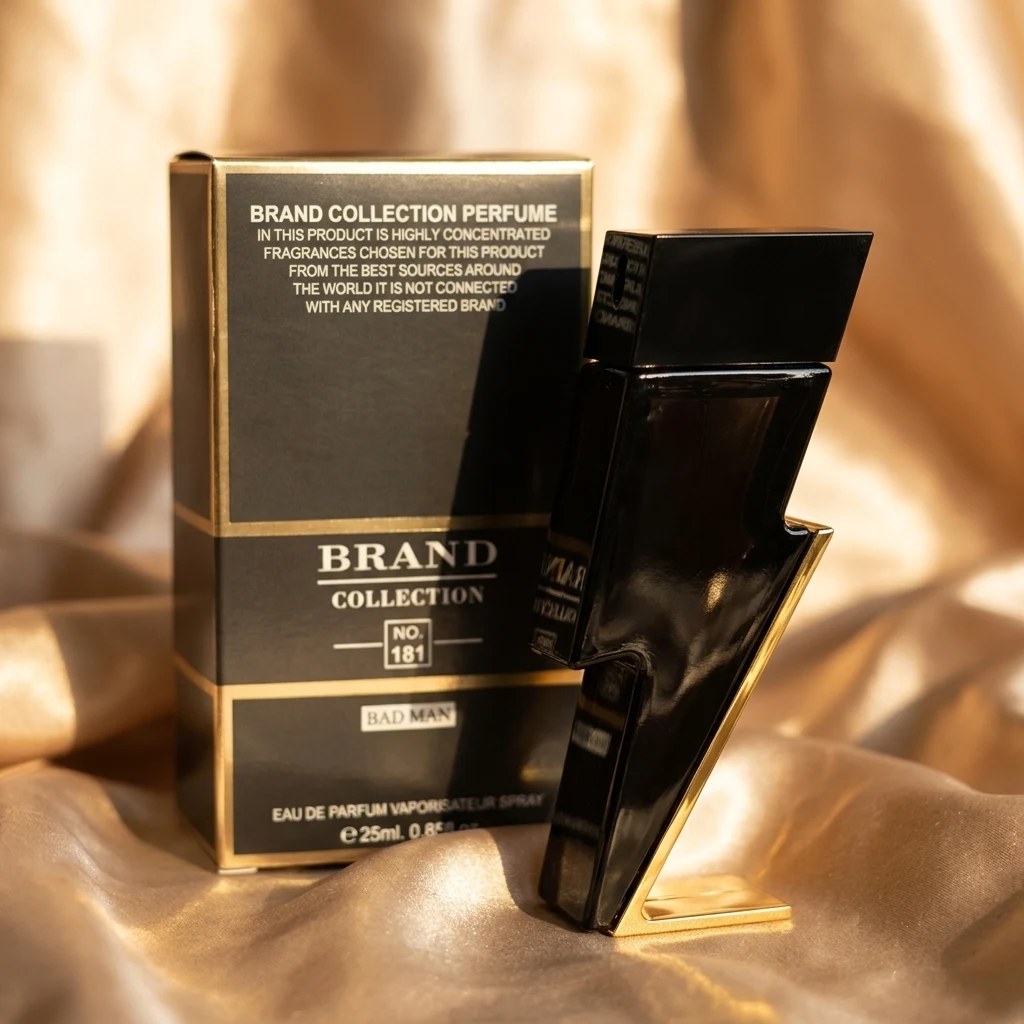 BRAND COLLECTION PERFUME
IN THIS PRODUCT IS HIGHLY CONCENTRATED
FRAGRANCES CHOSEN FOR THIS PRODUCT
FROM THE BEST SOURCES AROUND
THE WORLD IT IS NOT CONNECTED
WITH ANY REGISTERED BRAND
BRAND
COLLECTION
NO.
181
BAD MAN
EAU DE PARFUM VAPORISATEUR SPRAY
℮25ml.